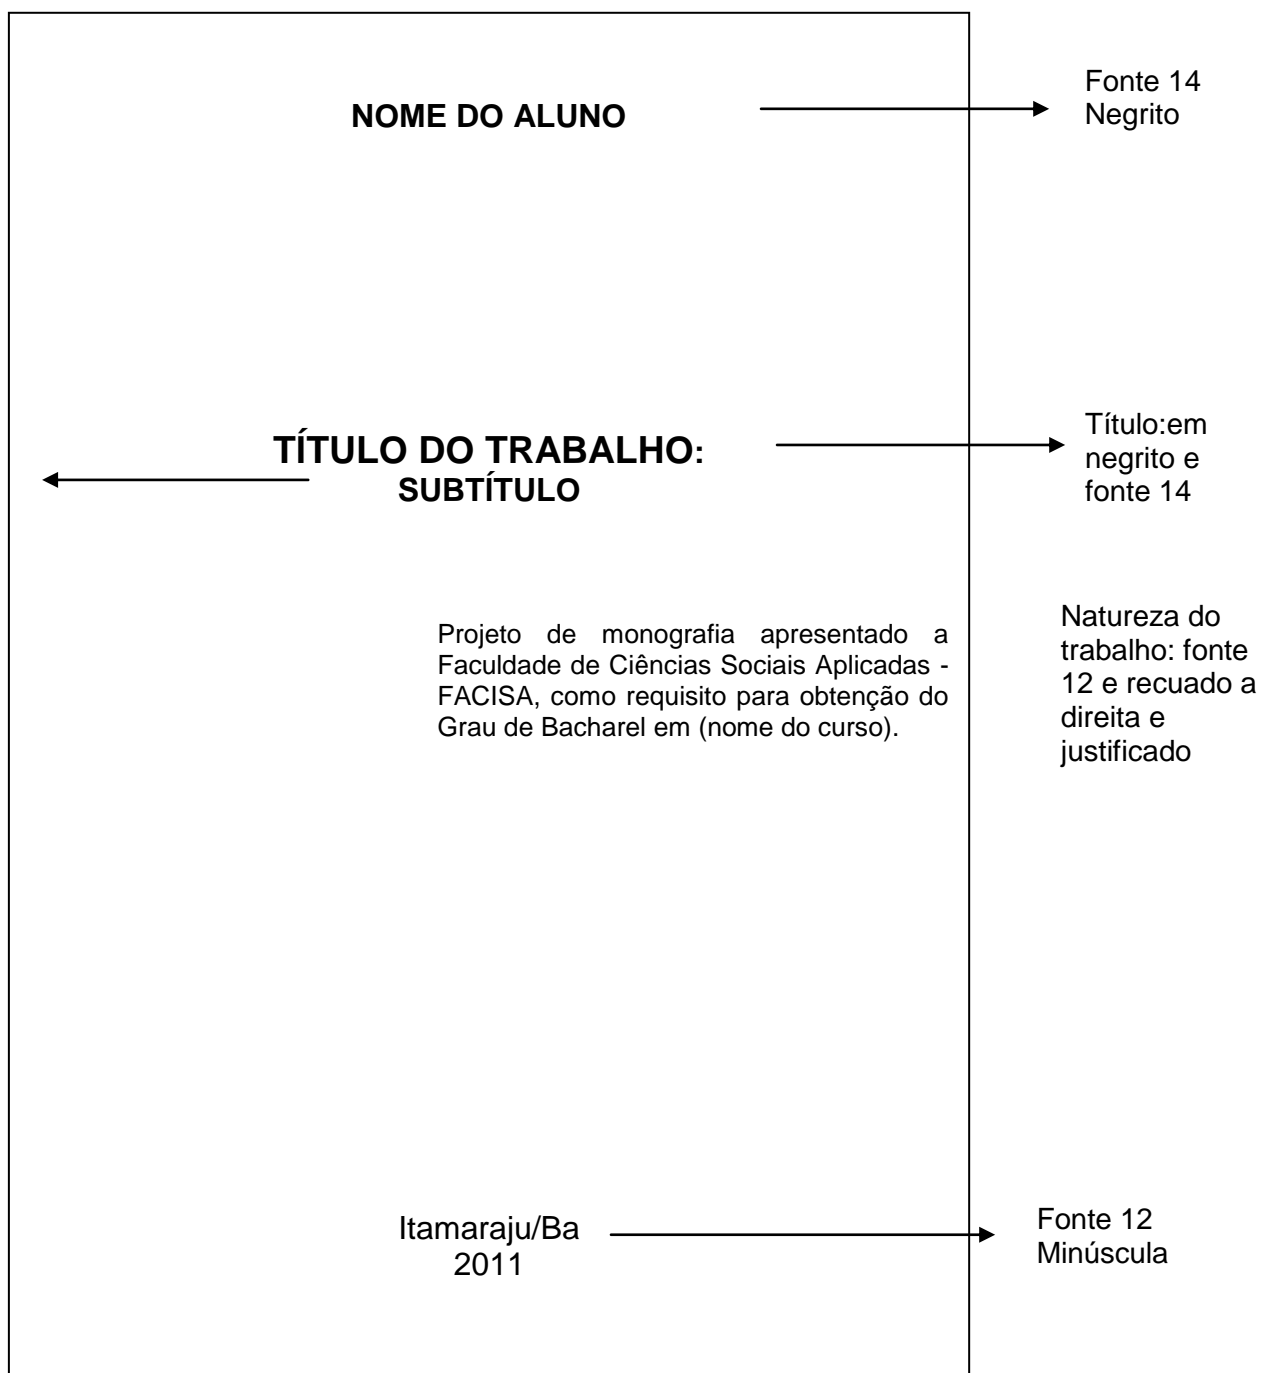 NOME DO ALUNO
Fonte 14
Negrito
TÍTULO DO TRABALHO:
SUBTÍTULO
Título:em
negrito e
fonte 14
Projeto de monografia apresentado a
Faculdade de Ciências Sociais Aplicadas -
FACISA, como requisito para obtenção do
Grau de Bacharel em (nome do curso).
Natureza do
trabalho: fonte
12 e recuado a
direita e
justificado
Itamaraju/Ba
2011
Fonte 12
Minúscula